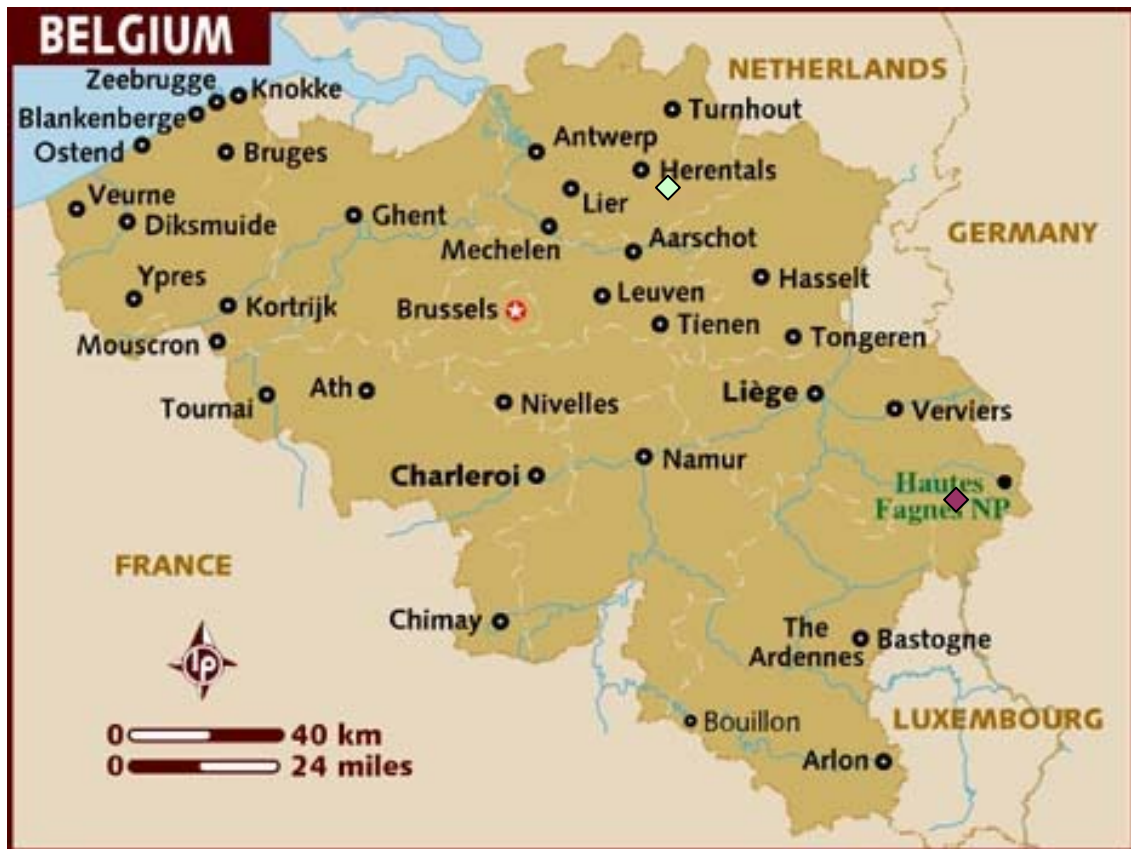 BELGIUM
Zeebrugge
Knokke
Blankenberge
Ostend
Bruges
NETHERLANDS
Turnhout
Antwerp
Herentals
Lier
Veurne
Diksmuide
Ghent
Mechelen
Aarschot
GERMANY
Ypres
Kortrijk
Brussels
Leuven
Hasselt
Mouscron
Tienen
Tongeren
Tournai
Ath
Nivelles
Liège
Verviers
Charleroi
Namur
Hautes
Fagnes NP
FRANCE
Chimay
The
Ardennes
Bastogne
LP
Bouillon
LUXEMBOURG
0 40 km
0 24 miles
Arlon